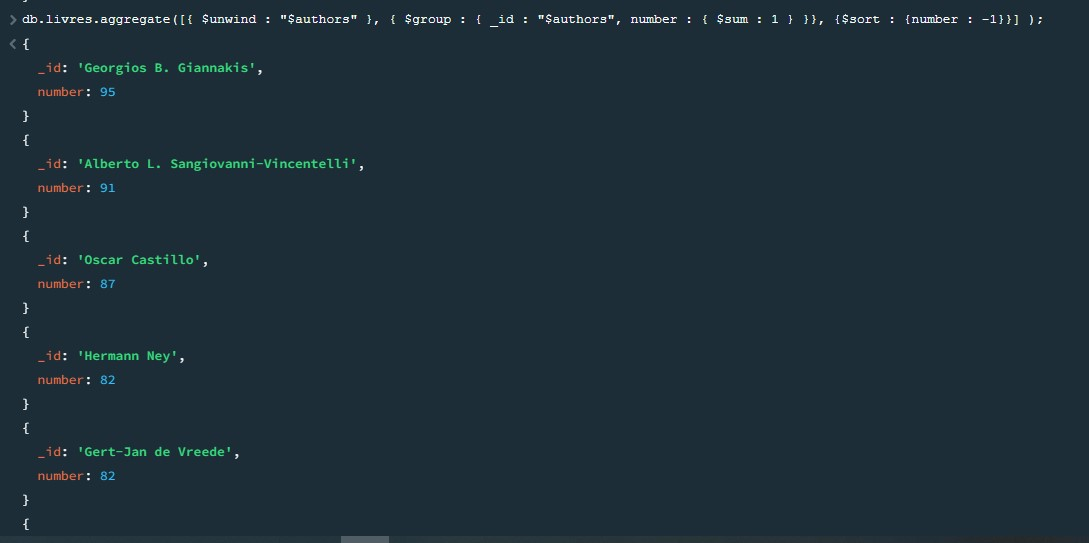 > db.livres.aggregate([{ $unwind : "$authors" }, { $group : { _id : "$authors", number : { $sum : 1 } }}, {$sort : {number : -1}}] );
< {
_id: 'Georgios B. Giannakis',
number: 95
}
{
_id: 'Alberto L. Sangiovanni-Vincentelli',
number: 91
}
{
_id: 'Oscar Castillo',
number: 87
}
{
_id: 'Hermann Ney',
number: 82
}
{
_id: 'Gert-Jan de Vreede',
number: 82
}
{